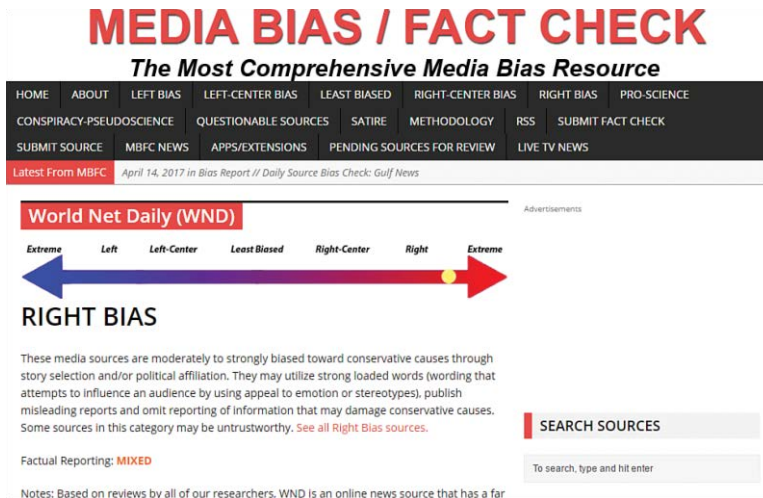 MEDIA BIAS / FACT CHECK
The Most Comprehensive Media Bias Resource
HOME ABOUT LEFT BIAS LEFT-CENTER BIAS LEAST BIASED RIGHT-CENTER BIAS RIGHT BIAS PRO-SCIENCE
CONSPIRACY-PSEUDOSCIENCE QUESTIONABLE SOURCES SATIRE METHODOLOGY RSS SUBMIT FACT CHECK
SUBMIT SOURCE MBFC NEWS APPS/EXTENSIONS PENDING SOURCES FOR REVIEW LIVE TV NEWS
Latest From MBFC April 14, 2017 in Bias Report // Daily Source Bias Check: Gulf News
World Net Daily (WND)
Extreme Left Left-Center Least Biased Right-Center Right Extreme
RIGHT BIAS
These media sources are moderately to strongly biased toward conservative causes through
story selection and/or political affiliation. They may utilize strong loaded words (wording that
attempts to influence an audience by using appeal to emotion or stereotypes), publish
misleading reports and omit reporting of information that may damage conservative causes.
Some sources in this category may be untrustworthy. See all Right Bias sources.
Factual Reporting: MIXED
Notes: Based on reviews by all of our researchers, WND is an online news source that has a far
Advertisements
SEARCH SOURCES
To search, type and hit enter